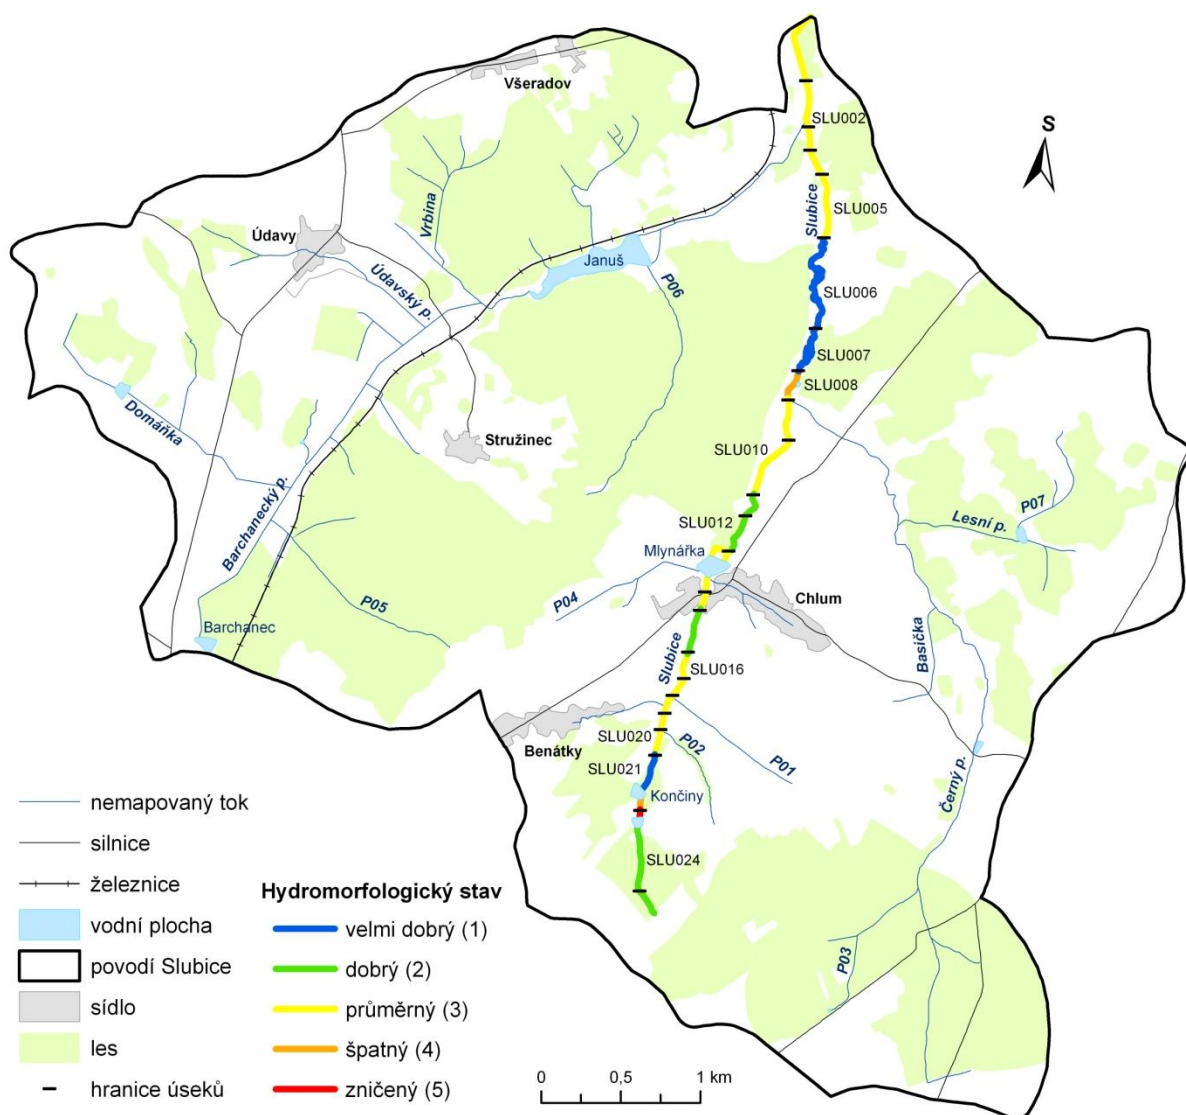 Všeradov
SLU002
S
Vrbina
Slubice
SLU005
Údavy
Januš
Údavský p.
P06
SLU006
SLU007
SLU008
Domáňka
Stružinec
SLU010
Barchanecký p.
SLU012
Lesní p.
P07
Mlynářka
P04
Chlum
P05
Barchanec
Basička
Slubice
SLU016
SLU020
P02
Benátky
P01
SLU021
Končiny
Černý p.
SLU024
P03
nemapovaný tok
silnice
železnice
vodní plocha
povodí Slubice
sídlo
les
hranice úseků
Hydromorfologický stav
velmi dobrý (1)
dobrý (2)
průměrný (3)
špatný (4)
zničený (5)
0 0,5 1 km